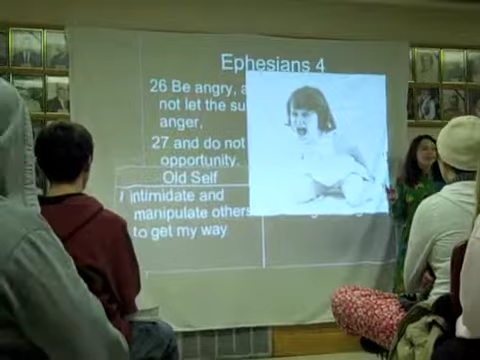 Ephesians 4
26 Be angry, a
not let the su
anger,
27 and do not
opportunity.
Old Self
I intimidate and
manipulate others
to get my way